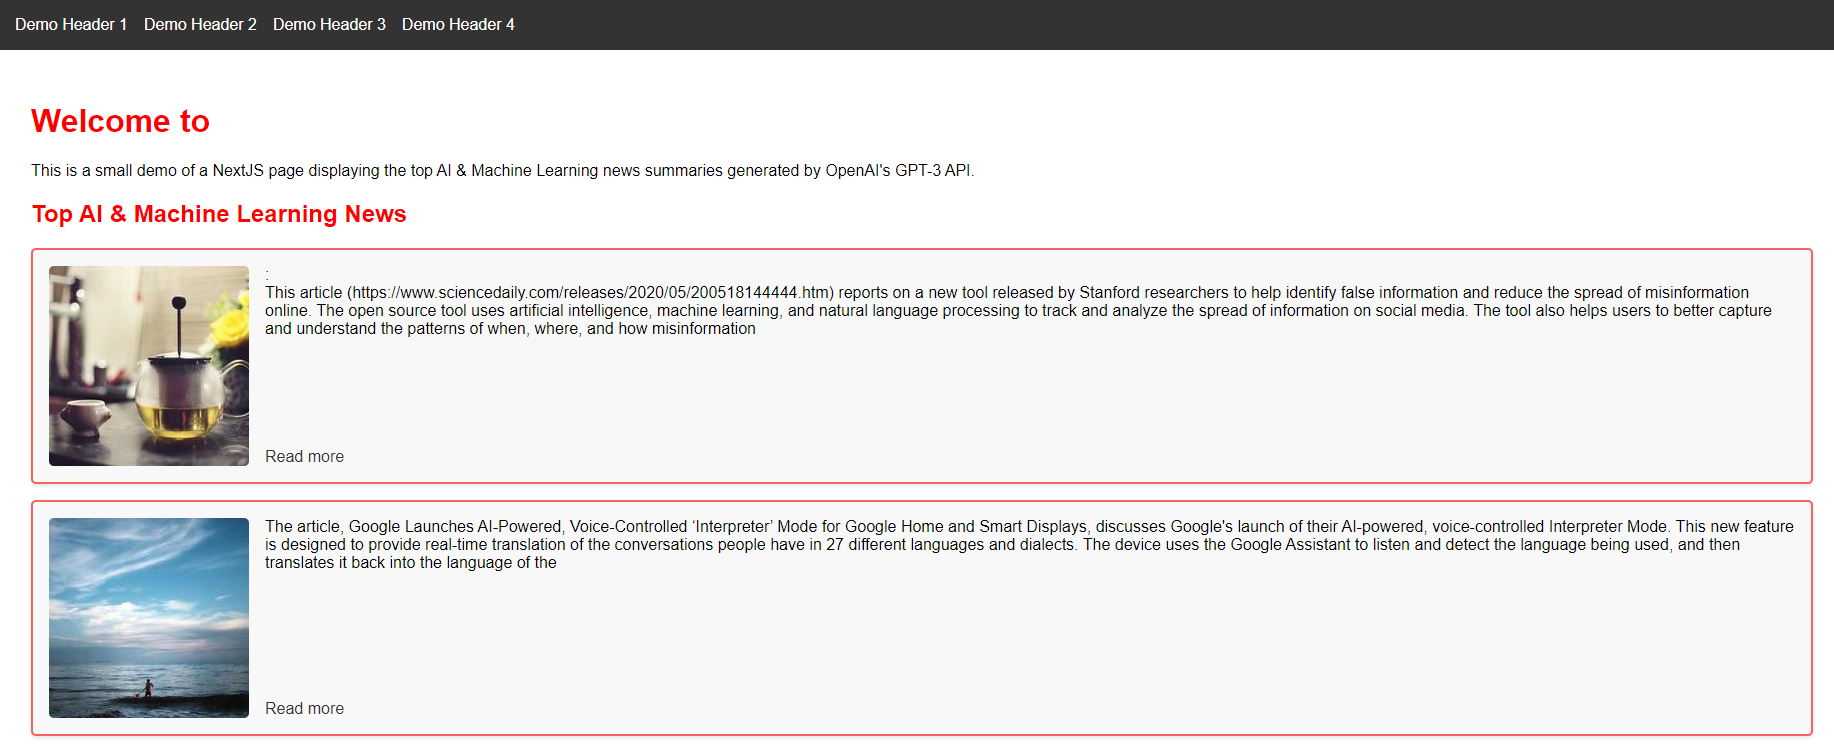 Demo Header 1 Demo Header 2 Demo Header 3 Demo Header 4
Welcome to
This is a small demo of a NextJS page displaying the top AI & Machine Learning news summaries generated by OpenAI's GPT-3 API.
Top AI & Machine Learning News
:
This article (https://www.sciencedaily.com/releases/2020/05/200518144444.htm) reports on a new tool released by Stanford researchers to help identify false information and reduce the spread of misinformation
online. The open source tool uses artificial intelligence, machine learning, and natural language processing to track and analyze the spread of information on social media. The tool also helps users to better capture
and understand the patterns of when, where, and how misinformation
Read more
The article, Google Launches AI-Powered, Voice-Controlled ‘Interpreter’ Mode for Google Home and Smart Displays, discusses Google's launch of their AI-powered, voice-controlled Interpreter Mode. This new feature
is designed to provide real-time translation of the conversations people have in 27 different languages and dialects. The device uses the Google Assistant to listen and detect the language being used, and then
translates it back into the language of the
Read more